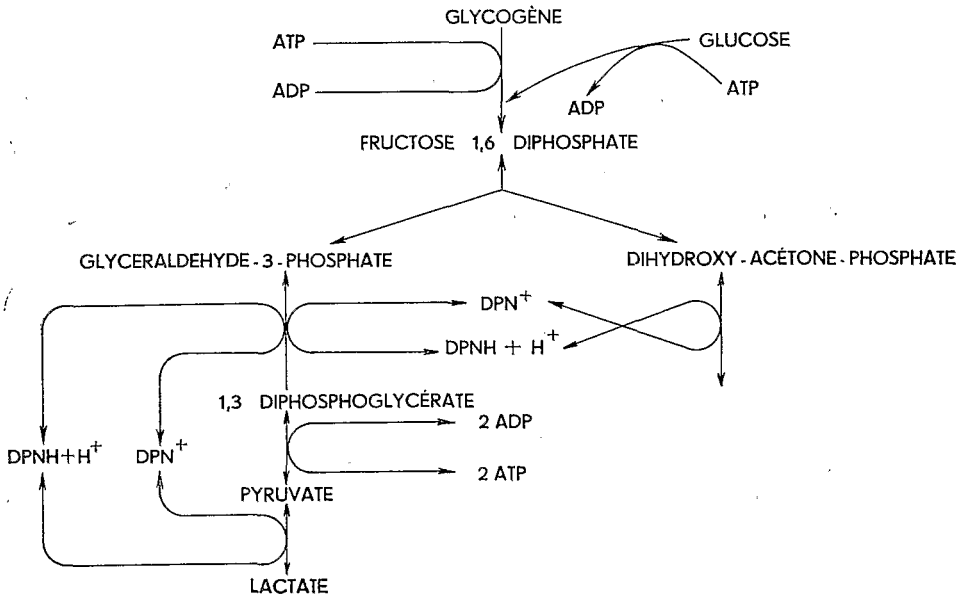 GLYCOGÈNE
ATP
GLUCOSE
ADP
ADP
ATP
FRUCTOSE 1,6 DIPHOSPHATE
GLYCERALDEHYDE-3-PHOSPHATE
DIHYDROXY-ACÉTONE-PHOSPHATE
DPN+
DPNH + H+
1,3 DIPHOSPHOGLYCÉRATE
2 ADP
DPNH+H+
DPN+
2 ATP
PYRUVATE
LACTATE